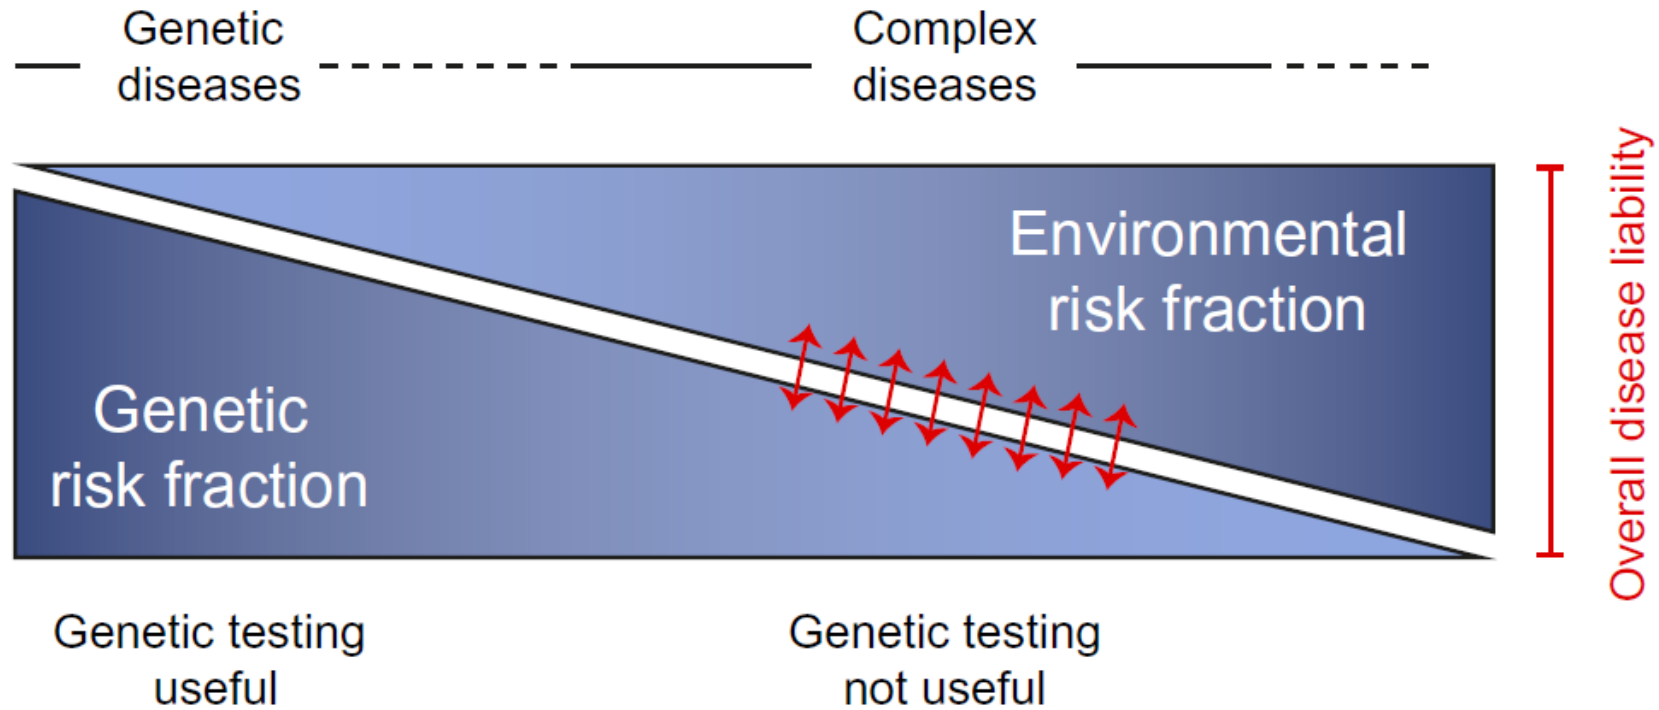 Genetic
diseases
Complex
diseases
Environmental
risk fraction
Genetic
risk fraction
Overall disease liability
Genetic testing
useful
Genetic testing
not useful